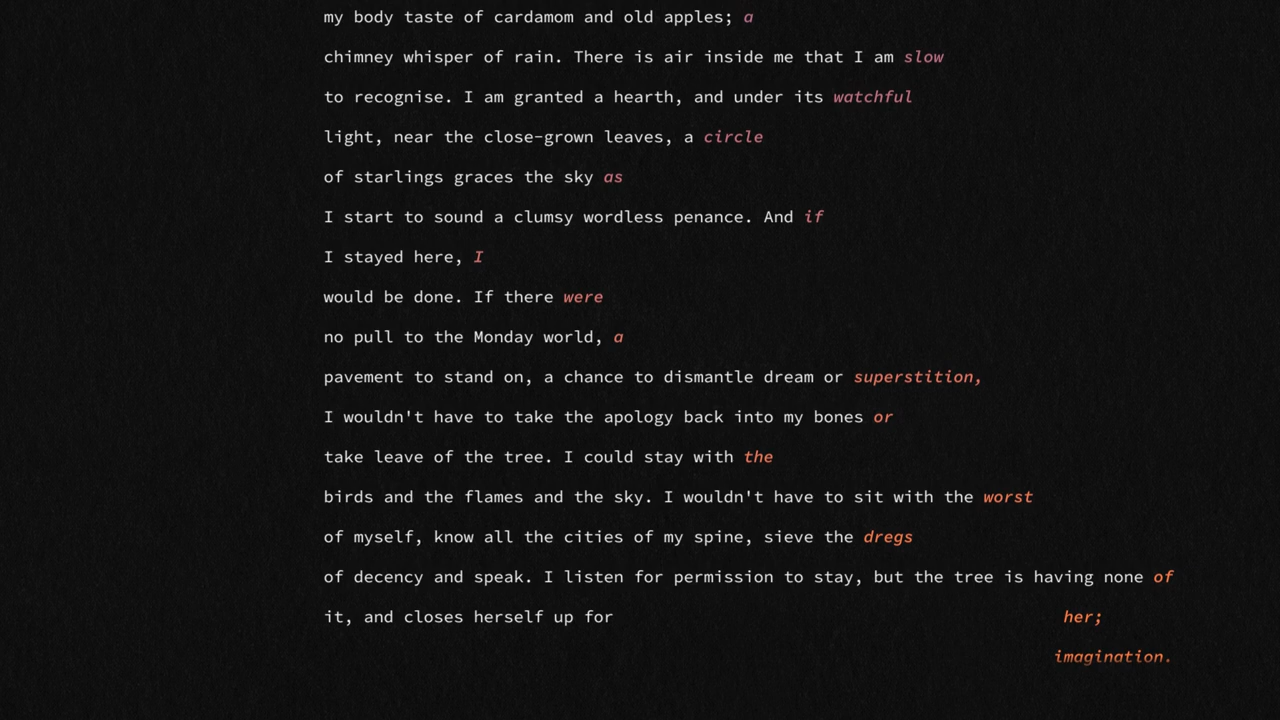 my body taste of cardamom and old apples; a
chimney whisper of rain. There is air inside me that I am slow
to recognise. I am granted a hearth, and under its watchful
light, near the close-grown leaves, a circle
of starlings graces the sky as
I start to sound a clumsy wordless penance. And if
I stayed here, I
would be done. If there were
no pull to the Monday world, a
pavement to stand on, a chance to dismantle dream or superstition,
I wouldn't have to take the apology back into my bones or
take leave of the tree. I could stay with the
birds and the flames and the sky. I wouldn't have to sit with the worst
of myself, know all the cities of my spine, sieve the dregs
of decency and speak. I listen for permission to stay, but the tree is having none of
it, and closes herself up for her;
imagination.